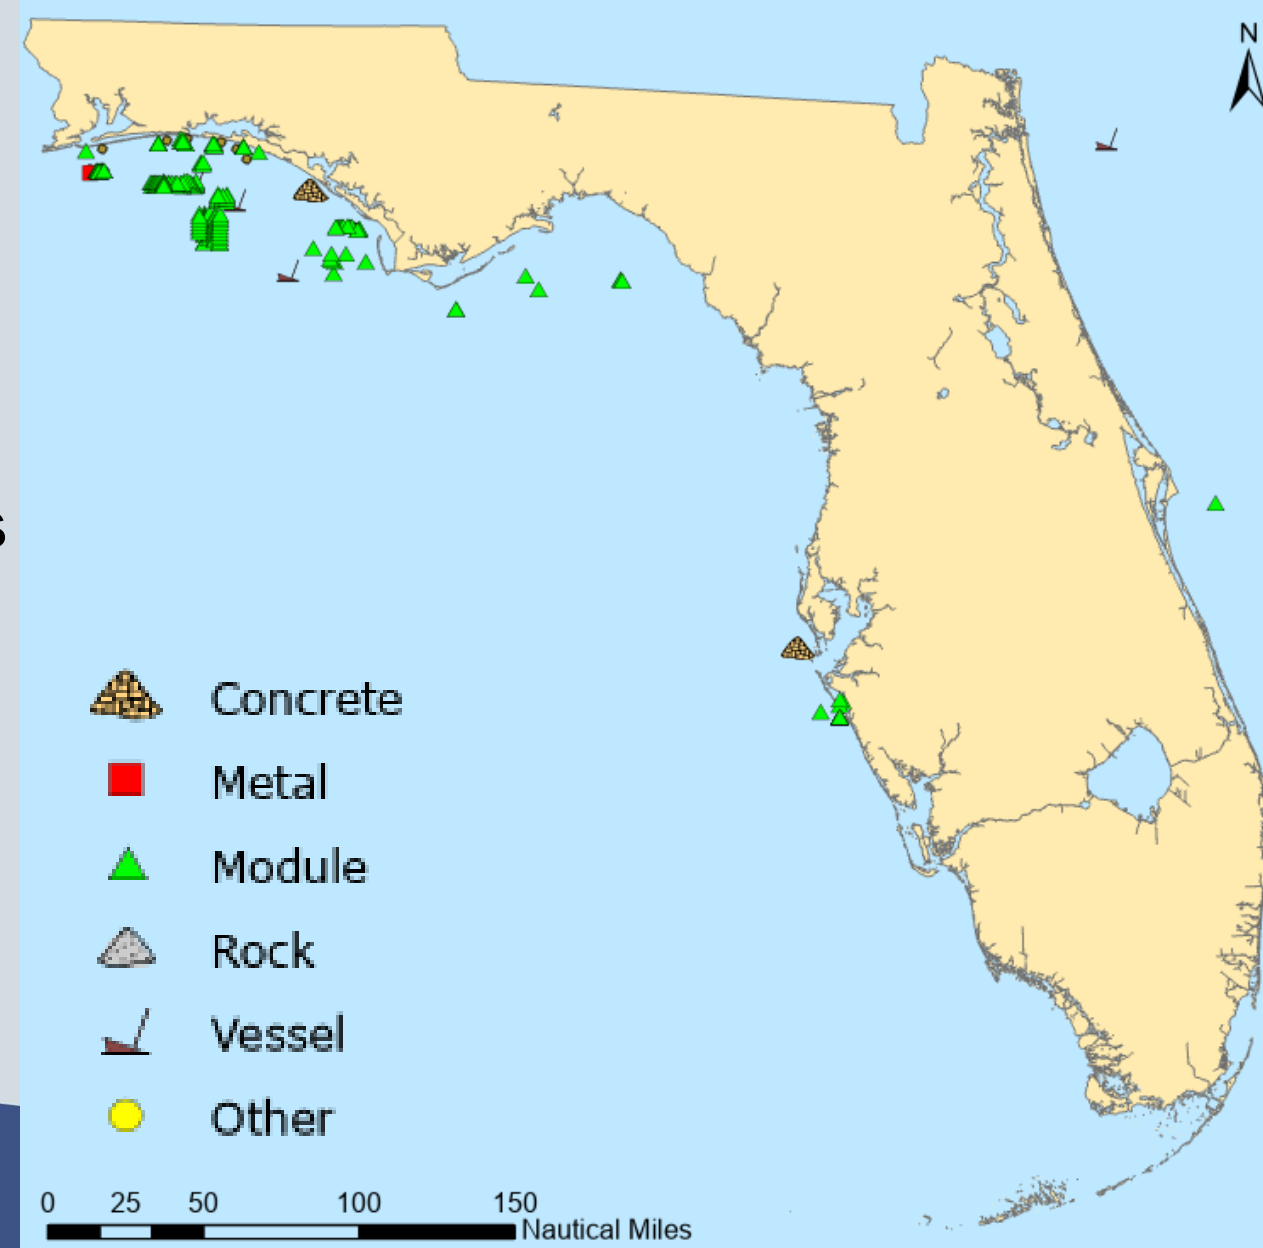 N
s
Concrete
Metal
Module
Rock
Vessel
Other
0 25 50 100 150
Nautical Miles